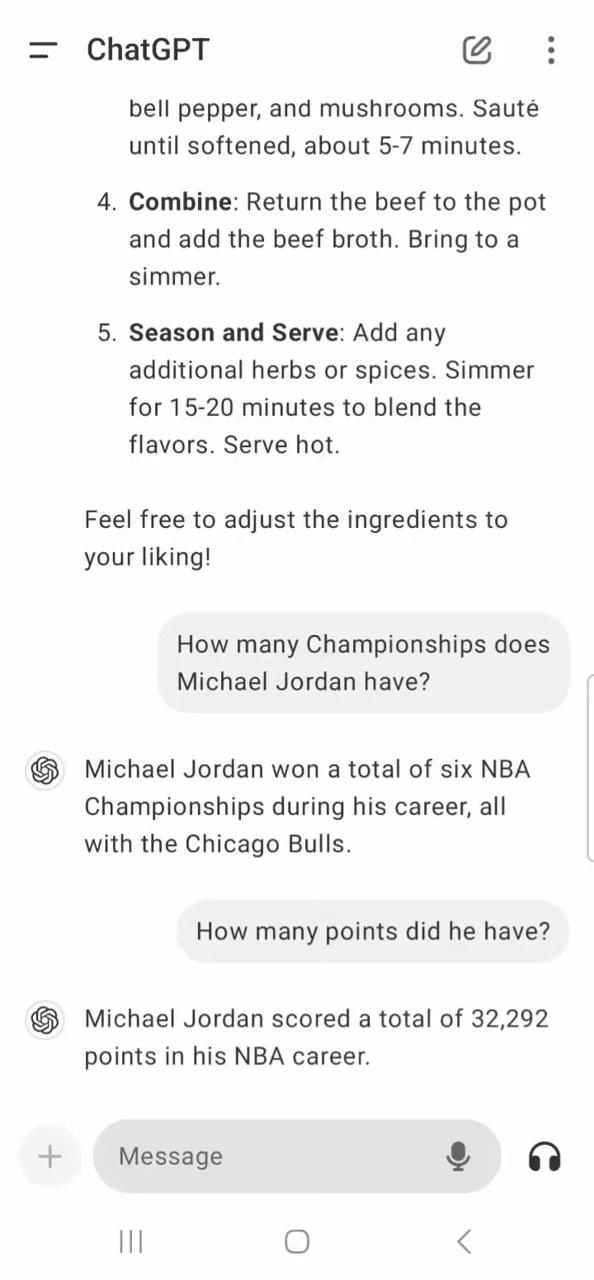 ChatGPT
bell pepper, and mushrooms. Sauté
until softened, about 5-7 minutes.
4. Combine: Return the beef to the pot
and add the beef broth. Bring to a
simmer.
5. Season and Serve: Add any
additional herbs or spices. Simmer
for 15-20 minutes to blend the
flavors. Serve hot.
Feel free to adjust the ingredients to
your liking!
How many Championships does
Michael Jordan have?
Michael Jordan won a total of six NBA
Championships during his career, all
with the Chicago Bulls.
How many points did he have?
Michael Jordan scored a total of 32,292
points in his NBA career.
Message